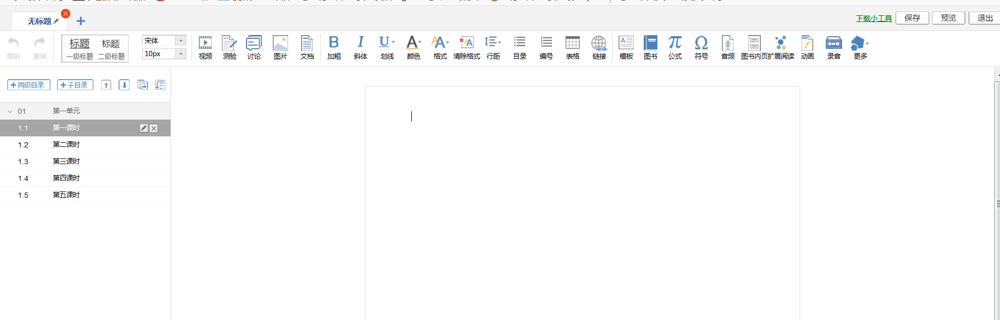 无标题
下载小工具 保存 预览 退出
撤销 重做 标题 一级标题 标题 二级标题 宋体 10px 视频 测验 讨论 图片 文档 B 加粗 I 斜体 U 划线 A 颜色 AA 格式 清除格式 行距 目录 编号 表格 链接 模板 图书 π 公式 Ω 符号 音频 图书内页 扩展阅读 动画 录音 更多
同级目录 子目录
01 第一单元
1.1 第一课时
1.2 第二课时
1.3 第三课时
1.4 第四课时
1.5 第五课时